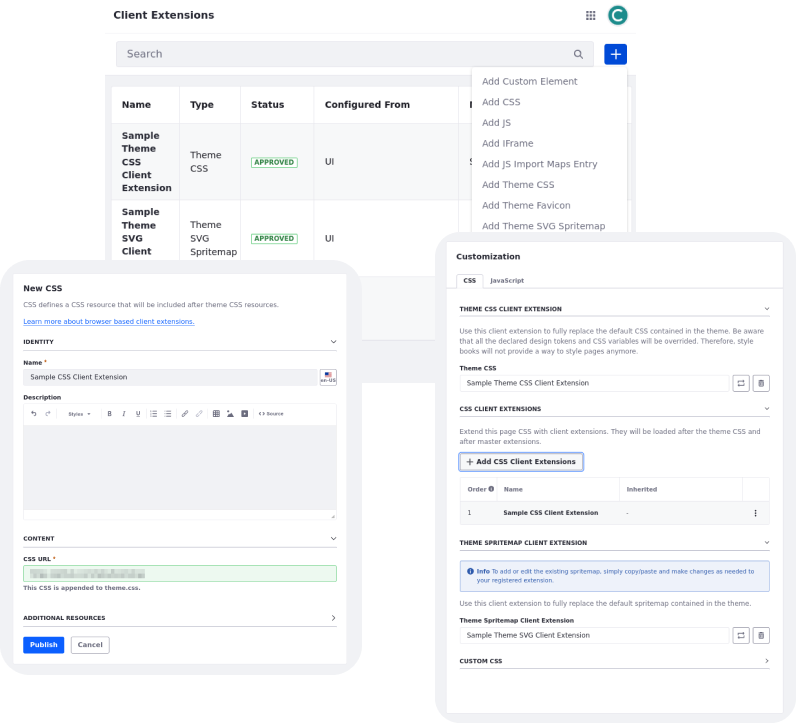 Client Extensions
C
Search
Add Custom Element
Add CSS
Add JS
Add IFrame
Add JS Import Maps Entry
Add Theme CSS
Add Theme Favicon
Add Theme SVG Spritemap
Name Type Status Configured From
Sample
Theme
CSS
Client
Extension
Theme
CSS
APPROVED
UI
Sample
Theme
SVG
Client
Theme
SVG
Spritemap
APPROVED
UI
New CSS
CSS defines a CSS resource that will be included after theme CSS resources.
Learn more about browser based client extensions.
IDENTITY
Name *
Sample CSS Client Extension
en-US
Description
Styles B I U Source
CONTENT
CSS URL *
This CSS is appended to theme.css.
ADDITIONAL RESOURCES
Publish Cancel
Customization
CSS JavaScript
THEME CSS CLIENT EXTENSION
Use this client extension to fully replace the default CSS contained in the theme. Be aware
that all the declared design tokens and CSS variables will be overrided. Therefore, style
books will not provide a way to style pages anymore.
Theme CSS
Sample Theme CSS Client Extension
CSS CLIENT EXTENSIONS
Extend this page CSS with client extensions. They will be loaded after the theme CSS and
after master extensions.
+ Add CSS Client Extensions
Order Name Inherited
1 Sample CSS Client Extension -
THEME SPRITEMAP CLIENT EXTENSION
Info To add or edit the existing spritemap, simply copy/paste and make changes as needed to
your registered extension.
Use this client extension to fully replace the default spritemap contained in the theme.
Theme Spritemap Client Extension
Sample Theme SVG Client Extension
CUSTOM CSS